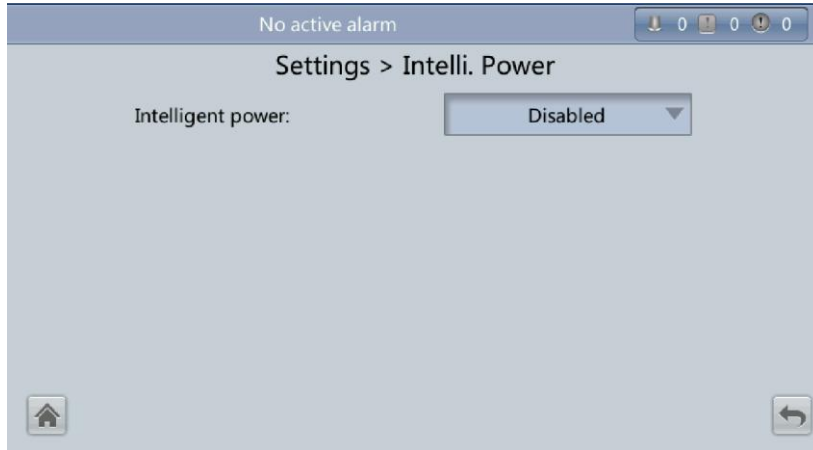 No active alarm 0 0 0
Settings > Intelli. Power
Intelligent power: Disabled